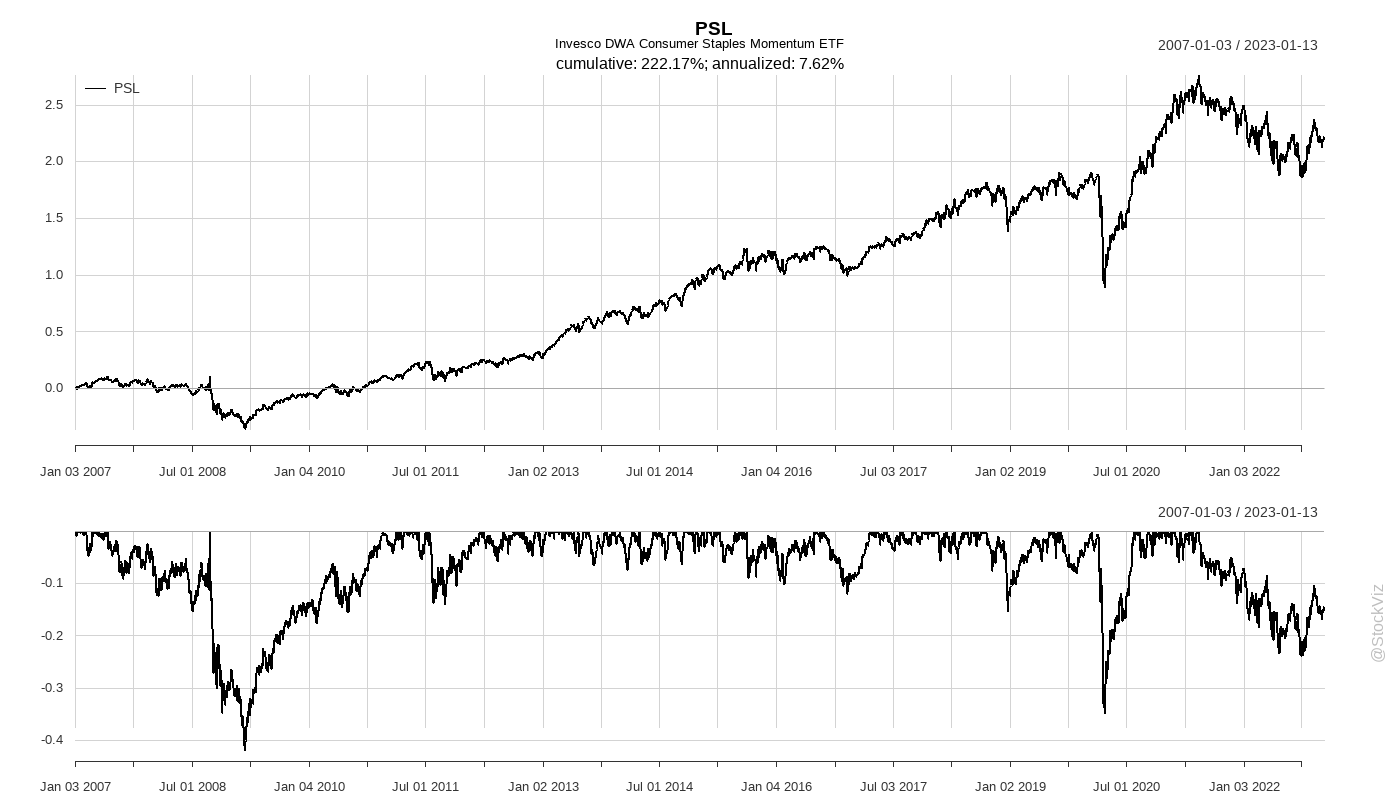 PSL
Invesco DWA Consumer Staples Momentum ETF
2007-01-03 / 2023-01-13
cumulative: 222.17%; annualized: 7.62%
PSL
2.5
2.0
1.5
1.0
0.5
0.0
Jan 03 2007 Jul 01 2008 Jan 04 2010 Jul 01 2011 Jan 02 2013 Jul 01 2014 Jan 04 2016 Jul 03 2017 Jan 02 2019 Jul 01 2020 Jan 03 2022
2007-01-03 / 2023-01-13
-0.1
-0.2
-0.3
-0.4
Jan 03 2007 Jul 01 2008 Jan 04 2010 Jul 01 2011 Jan 02 2013 Jul 01 2014 Jan 04 2016 Jul 03 2017 Jan 02 2019 Jul 01 2020 Jan 03 2022
@StockViz